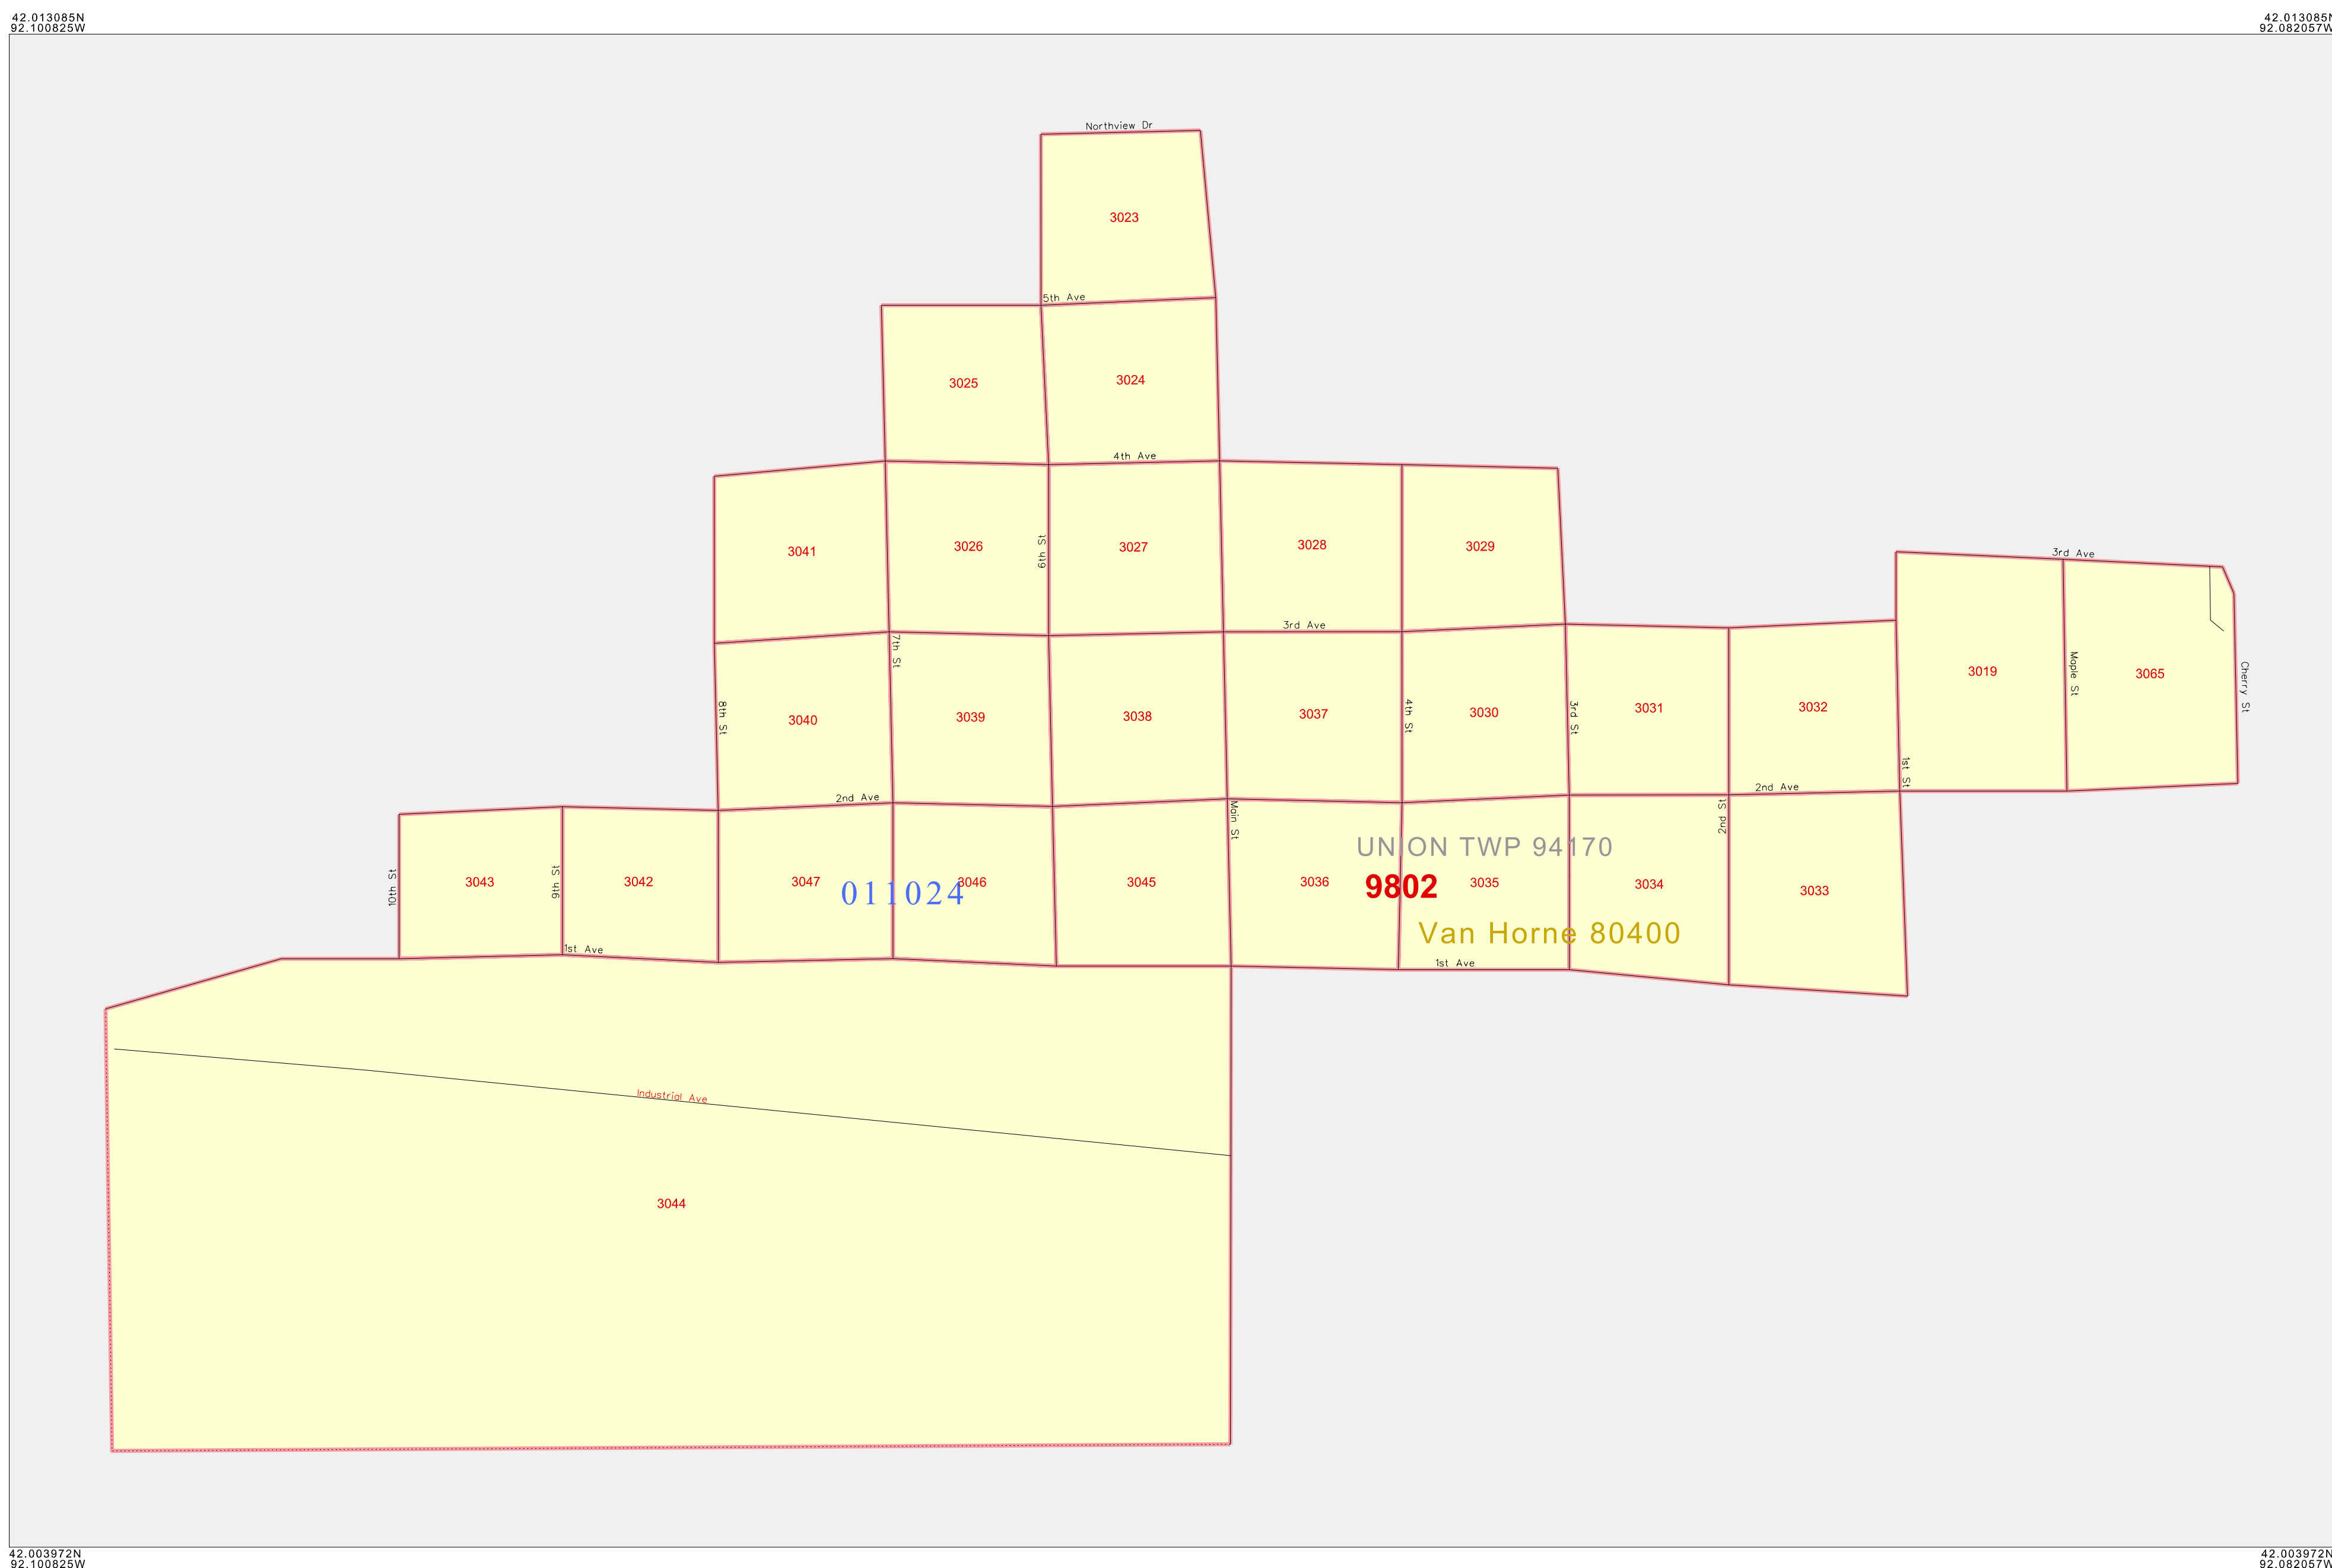 42.013085N
92.100825W
42.013085N
92.082057W
Northview Dr
3023
5th Ave
3025
3024
4th Ave
3041
3026
6th St
3027
3028
3029
3rd Ave
3rd Ave
7th St
8th St
3040
3039
3038
3037
4th St
3030
3rd St
3031
3032
1st St
3019
Maple St
3065
Cherry St
2nd Ave
2nd Ave
10th St
3043
9th St
3042
3047
011024
3046
3045
Main St
3036
UNION TWP 94170
9802
3035
Van Horne 80400
3034
2nd St
3033
1st Ave
1st Ave
Industrial Ave
3044
42.003972N
92.100825W
42.003972N
92.082057W